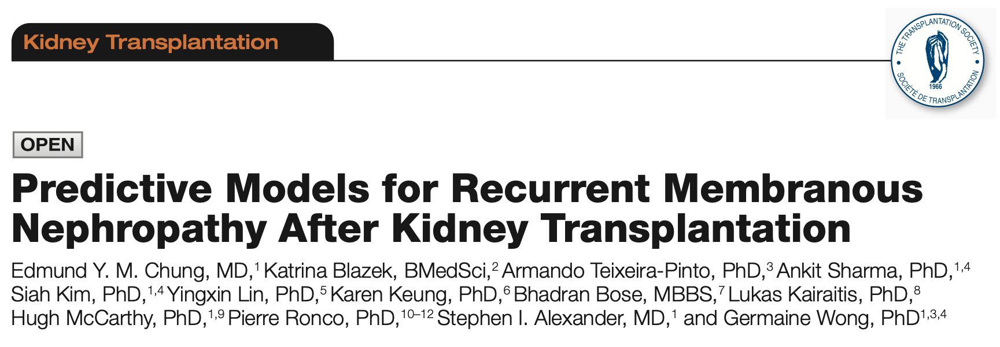 Kidney Transplantation
THE TRANSPLANTATION SOCIETY
1966
SOCIÉTÉ DE TRANSPLANTATION
OPEN
Predictive Models for Recurrent Membranous
Nephropathy After Kidney Transplantation
Edmund Y. M. Chung, MD,¹ Katrina Blazek, BMedSci,² Armando Teixeira-Pinto, PhD,³ Ankit Sharma, PhD,¹,⁴
Siah Kim, PhD,¹,⁴ Yingxin Lin, PhD,⁵ Karen Keung, PhD,⁶ Bhadran Bose, MBBS,⁷ Lukas Kairaitis, PhD,⁸
Hugh McCarthy, PhD,¹,⁹ Pierre Ronco, PhD,¹⁰⁻¹² Stephen I. Alexander, MD,¹ and Germaine Wong, PhD¹,³,⁴